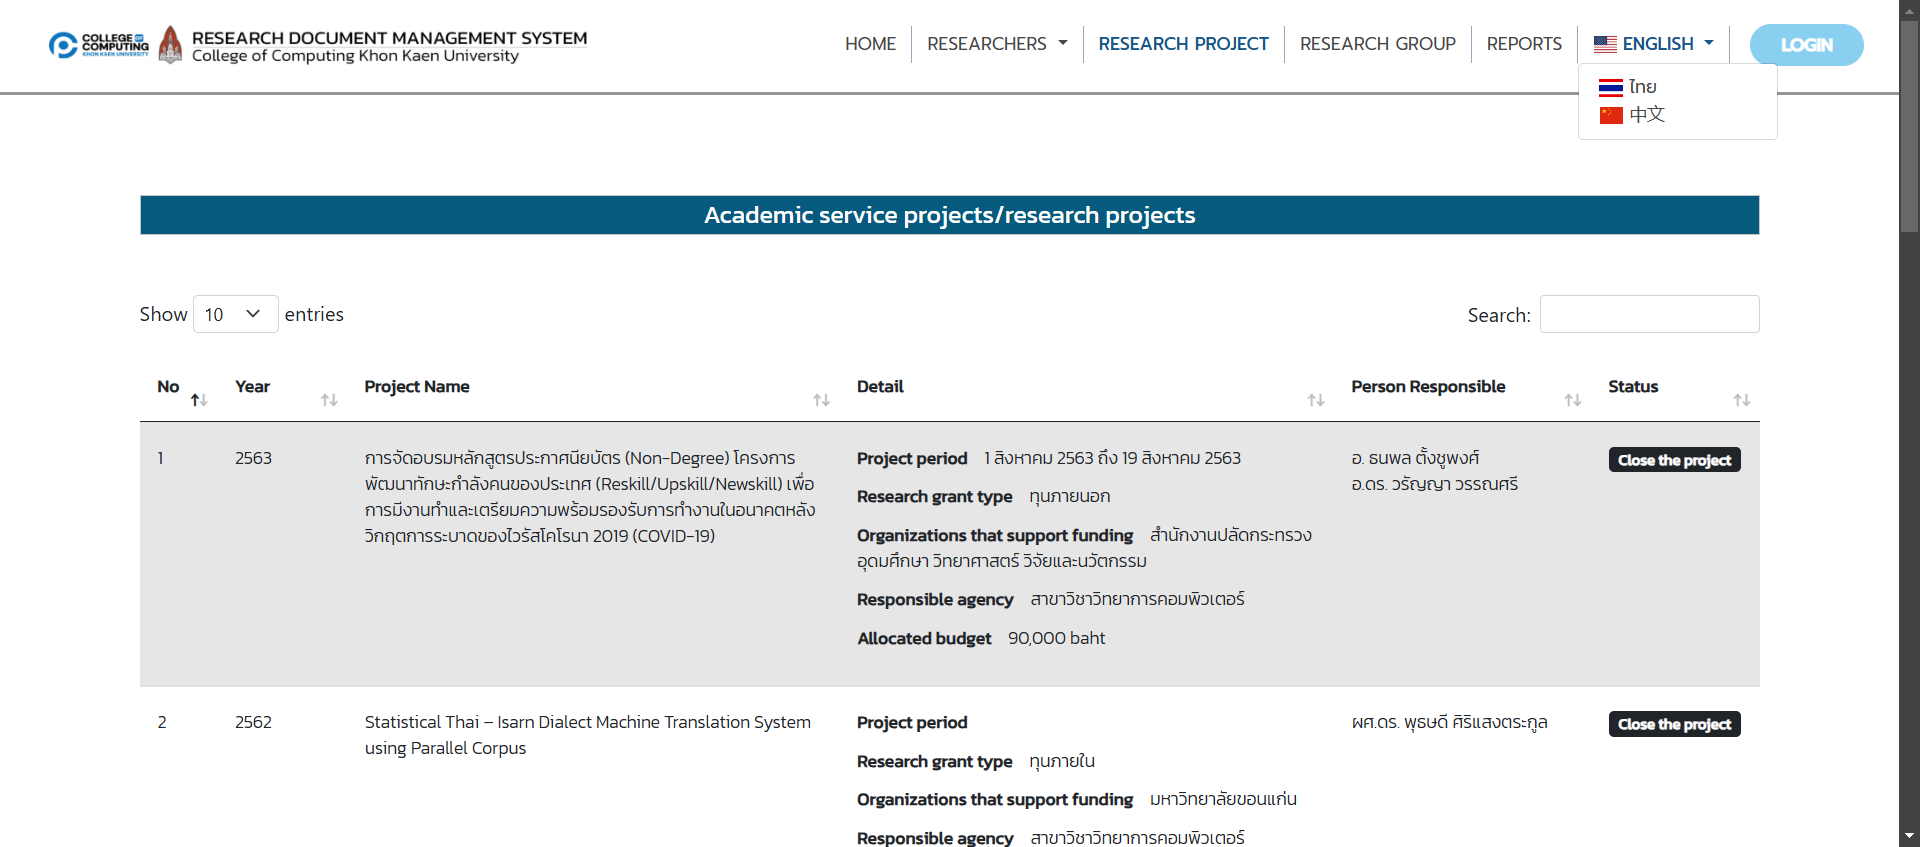 COLLEGE OF
COMPUTING
KHON KAEN UNIVERSITY
RESEARCH DOCUMENT MANAGEMENT SYSTEM
College of Computing Khon Kaen University
HOME
RESEARCHERS
RESEARCH PROJECT
RESEARCH GROUP
REPORTS
ENGLISH
LOGIN
ไทย
中文
Academic service projects/research projects
Show 10 entries
Search:
No Year Project Name Detail Person Responsible Status
1
2563
การจัดอบรมหลักสูตรประกาศนียบัตร (Non-Degree) โครงการ
พัฒนาทักษะกำลังคนของประเทศ (Reskill/Upskill/Newskill) เพื่อ
การมีงานทำและเตรียมความพร้อมรองรับการทำงานในอนาคตหลัง
วิกฤตการระบาดของไวรัสโคโรนา 2019 (COVID-19)
Project period 1 สิงหาคม 2563 ถึง 19 สิงหาคม 2563
Research grant type ทุนภายนอก
Organizations that support funding สำนักงานปลัดกระทรวง
อุดมศึกษา วิทยาศาสตร์ วิจัยและนวัตกรรม
Responsible agency สาขาวิชาวิทยาการคอมพิวเตอร์
Allocated budget 90,000 baht
อ. ธนพล ตั้งชูพงศ์
อ.ดร. วรัญญา วรรณศรี
Close the project
2
2562
Statistical Thai – Isarn Dialect Machine Translation System
using Parallel Corpus
Project period
Research grant type ทุนภายใน
Organizations that support funding มหาวิทยาลัยขอนแก่น
Responsible agency สาขาวิชาวิทยาการคอมพิวเตอร์
ผศ.ดร. พุธษดี ศิริแสงตระกูล
Close the project